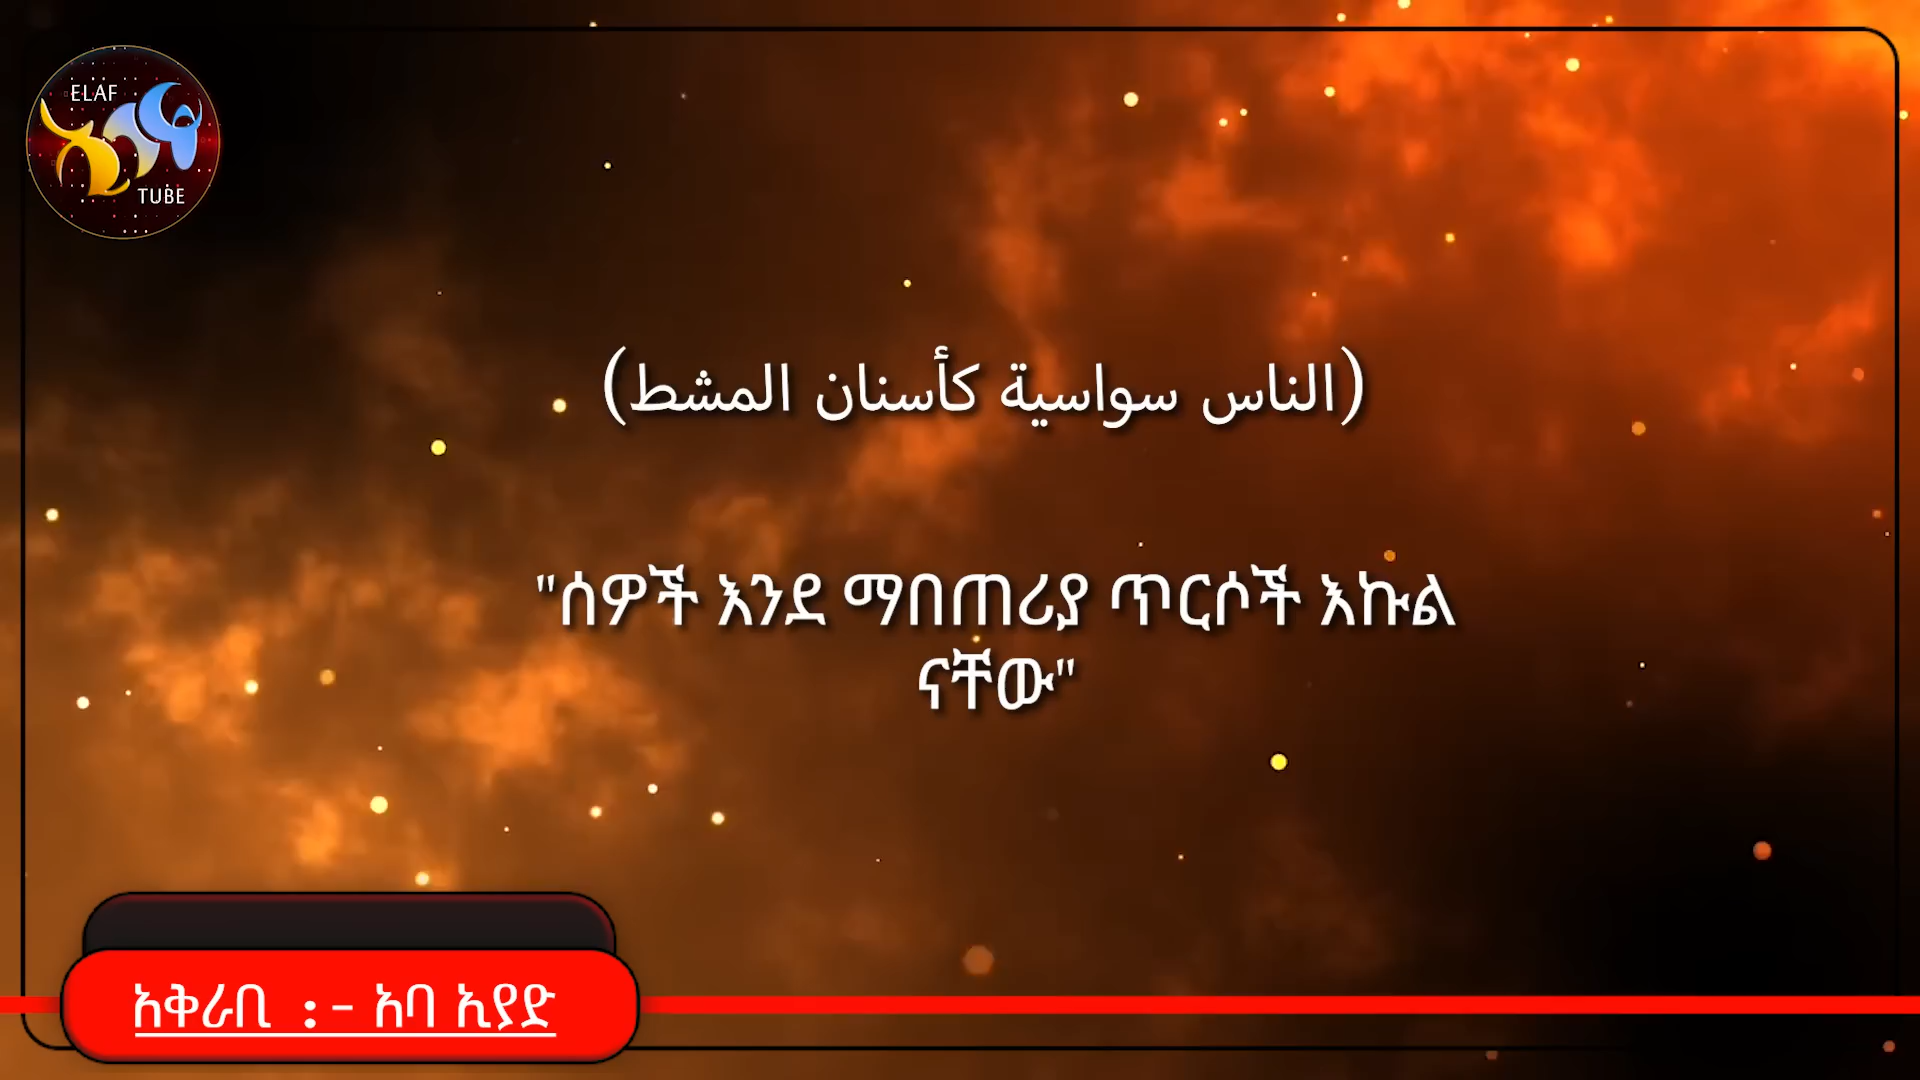 ELAF
TUBE
(الناس سواسية كأسنان المشط)
"ሰዎች እንደ ማበጠሪያ ጥርሶች እኩል
ናቸው"
አቅራቢ :- አባ ኢያድ